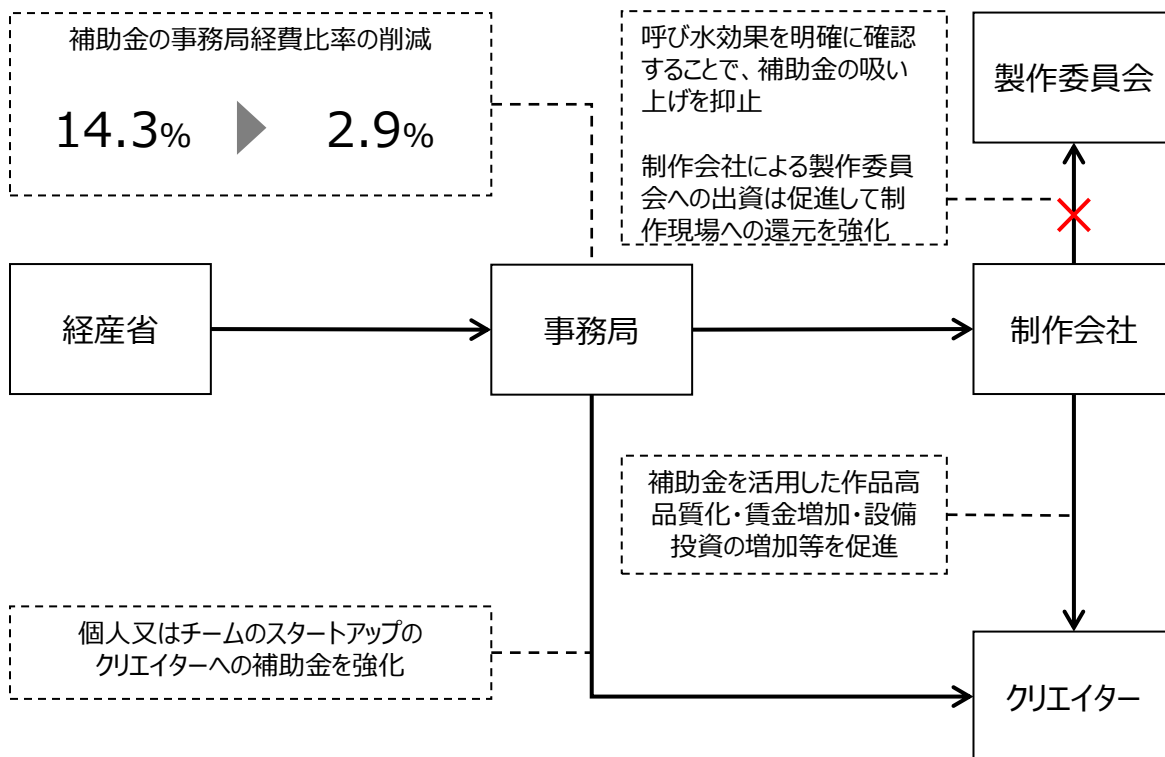 補助金の事務局経費比率の削減
14.3% 2.9%
呼び水効果を明確に確認
することで、補助金の吸い
上げを抑止
制作会社による製作委員
会への出資は促進して制
作現場への還元を強化
製作委員会
経産省
事務局
制作会社
補助金を活用した作品高
品質化・賃金増加・設備
投資の増加等を促進
個人又はチームのスタートアップの
クリエイターへの補助金を強化
クリエイター